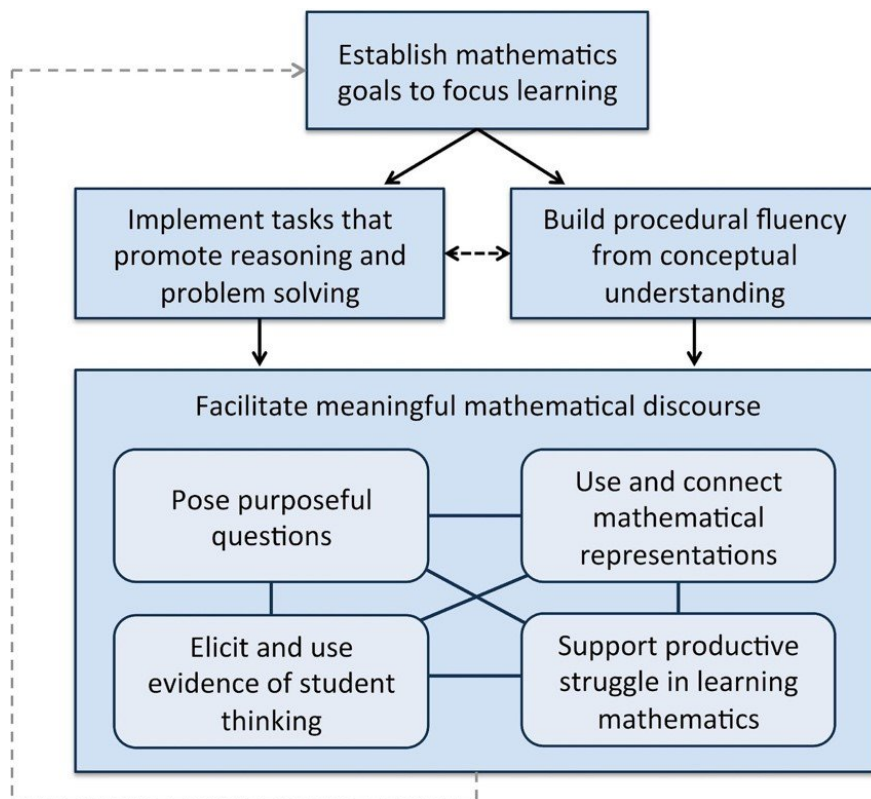 Establish mathematics
goals to focus learning
Implement tasks that
promote reasoning and
problem solving
Build procedural fluency
from conceptual
understanding
Facilitate meaningful mathematical discourse
Pose purposeful
questions
Use and connect
mathematical
representations
Elicit and use
evidence of student
thinking
Support productive
struggle in learning
mathematics